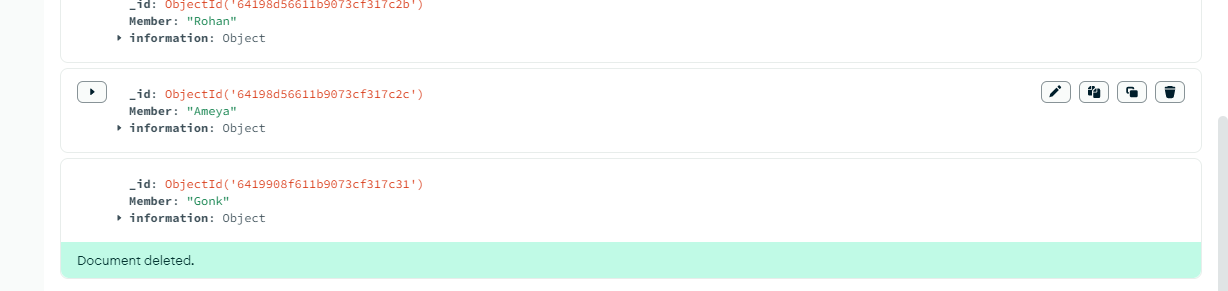 _id: ObjectId('64198d56611b9073cf317c2b')
Member: "Rohan"
information: Object
_id: ObjectId('64198d56611b9073cf317c2c')
Member: "Ameya"
information: Object
_id: ObjectId('6419908f611b9073cf317c31')
Member: "Gonk"
information: Object
Document deleted.